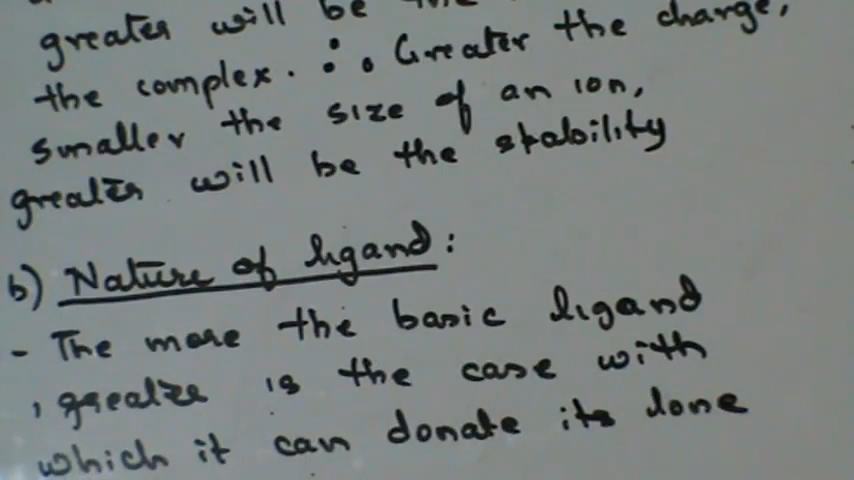 greater will be the
the complex. ∴ Greater the charge,
smaller the size of an ion,
greater will be the stability
b) Nature of ligand:
- The more the basic ligand
, greater is the case with
which it can donate its lone